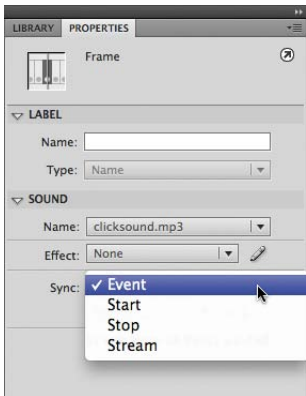 LIBRARY PROPERTIES
Frame
LABEL
Name:
Type: Name
SOUND
Name: clicksound.mp3
Effect: None
Sync: ✓ Event
Start
Stop
Stream